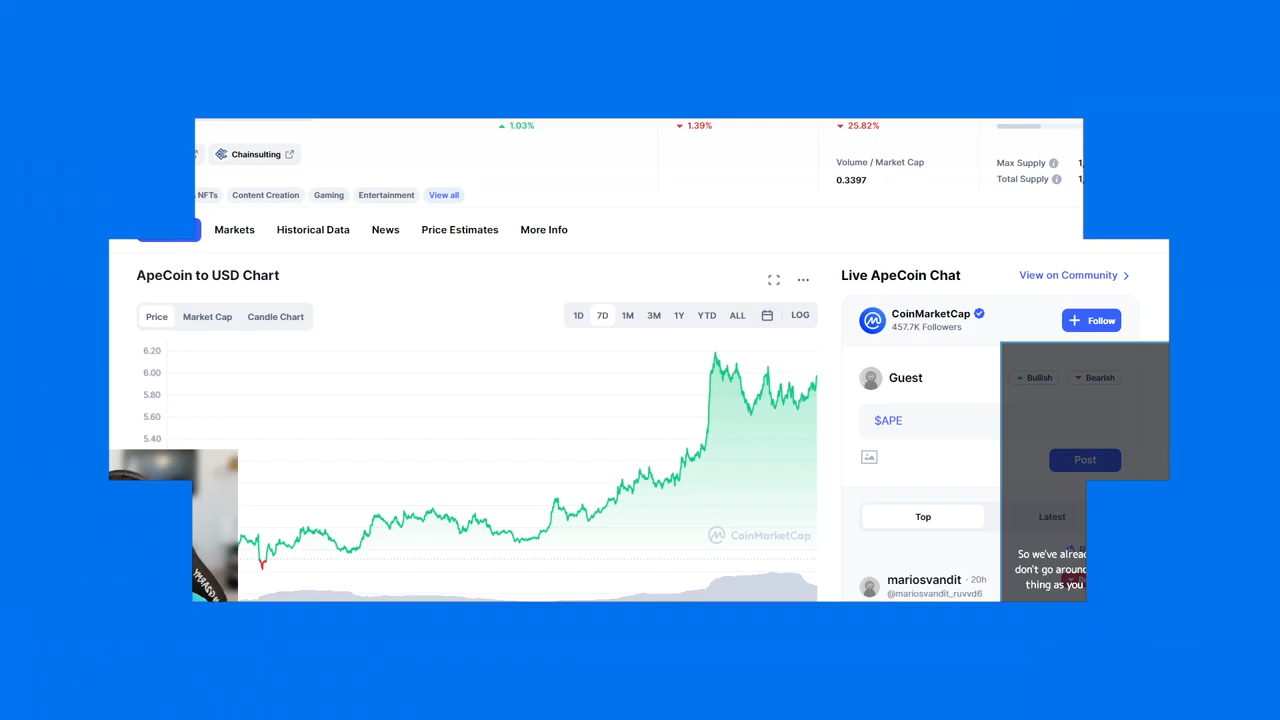 1.03%
1.39%
25.82%
Chainsulting
Volume / Market Cap
0.3397
Max Supply
Total Supply
NFTs
Content Creation
Gaming
Entertainment
View all
Markets
Historical Data
News
Price Estimates
More Info
ApeCoin to USD Chart
Live ApeCoin Chat
View on Community
Price
Market Cap
Candle Chart
1D
7D
1M
3M
1Y
YTD
ALL
LOG
CoinMarketCap
457.7K Followers
Follow
6.20
6.00
5.80
5.60
5.40
Guest
Bullish
Bearish
$APE
Post
Top
Latest
CoinMarketCap
mariosvandit · 20h
@mariosvandit_ruvvd6
So we've
don't go
thing as you